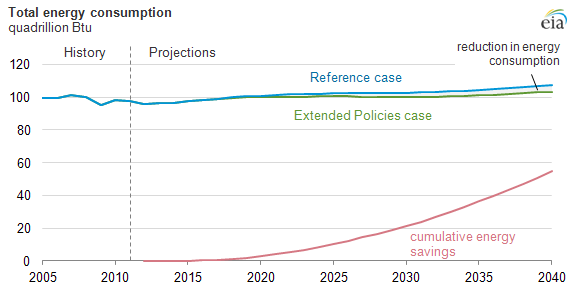 Total energy consumption
quadrillion Btu
eia
History
Projections
reduction in energy
consumption
Reference case
Extended Policies case
cumulative energy
savings
120
100
80
60
40
20
0
2005
2010
2015
2020
2025
2030
2035
2040